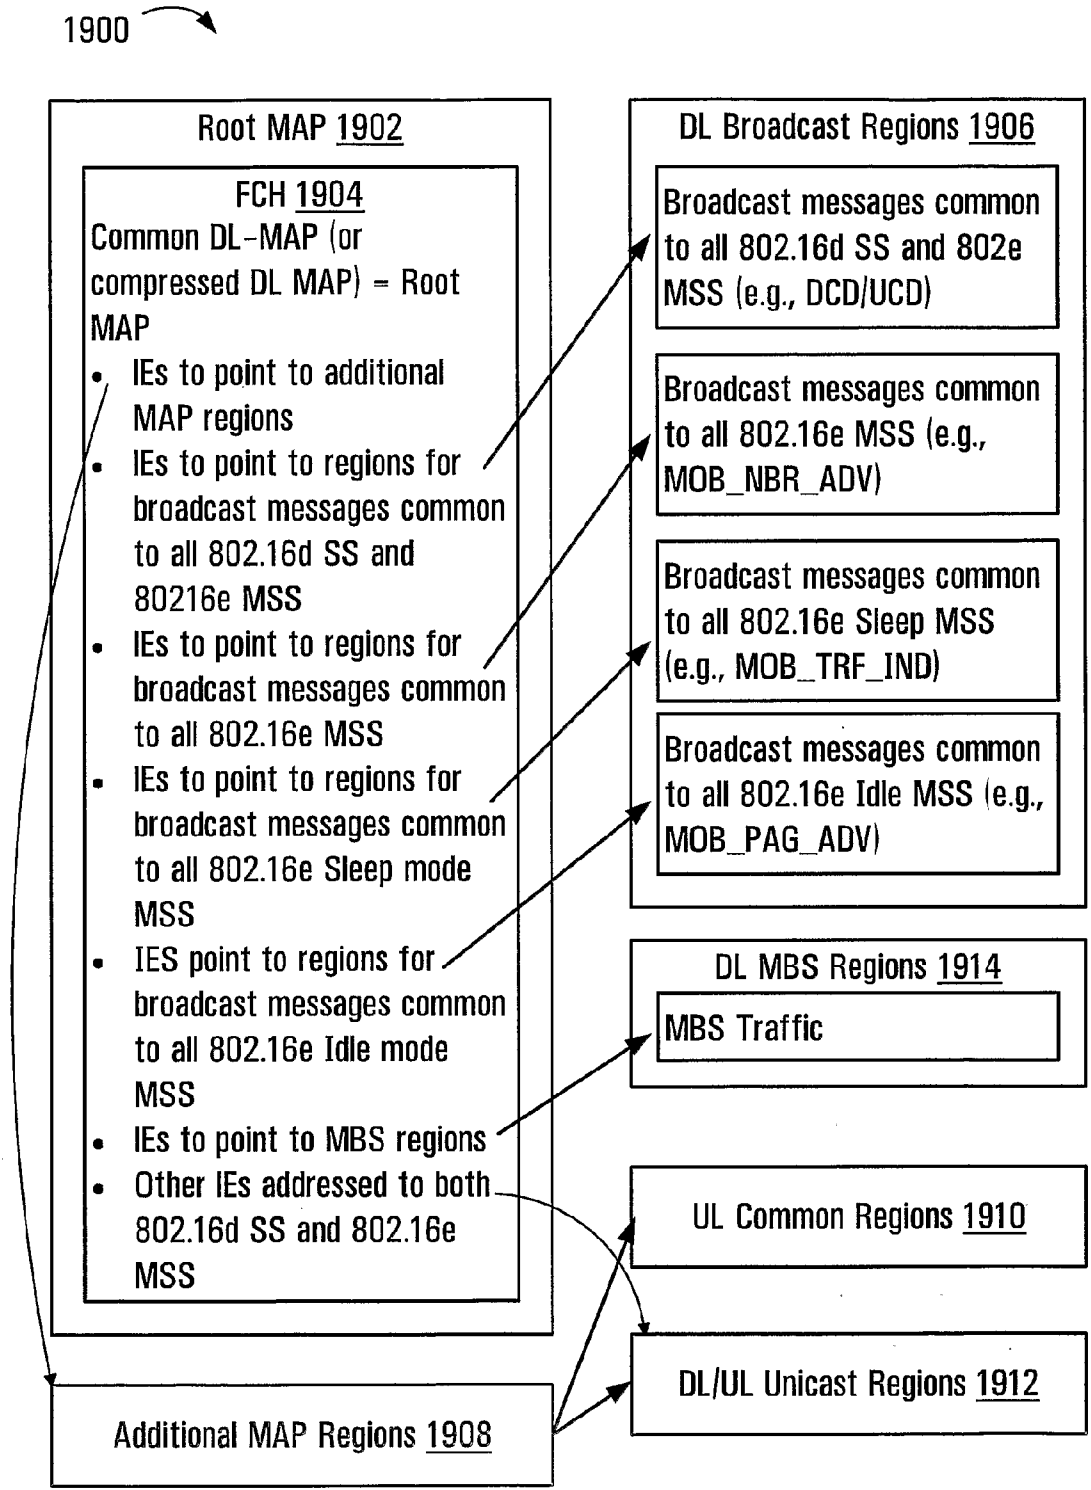 1900
Root MAP 1902
FCH 1904
Common DL-MAP (or
compressed DL MAP) = Root
MAP
• IEs to point to additional
MAP regions
• IEs to point to regions for
broadcast messages common
to all 802.16d SS and
80216e MSS
• IEs to point to regions for
broadcast messages common
to all 802.16e MSS
• IEs to point to regions for
broadcast messages common
to all 802.16e Sleep mode
MSS
• IES point to regions for
broadcast messages common
to all 802.16e Idle mode
MSS
• IEs to point to MBS regions
• Other IEs addressed to both
802.16d SS and 802.16e
MSS
Additional MAP Regions 1908
DL Broadcast Regions 1906
Broadcast messages common
to all 802.16d SS and 802e
MSS (e.g., DCD/UCD)
Broadcast messages common
to all 802.16e MSS (e.g.,
MOB_NBR_ADV)
Broadcast messages common
to all 802.16e Sleep MSS
(e.g., MOB_TRF_IND)
Broadcast messages common
to all 802.16e Idle MSS (e.g.,
MOB_PAG_ADV)
DL MBS Regions 1914
MBS Traffic
UL Common Regions 1910
DL/UL Unicast Regions 1912